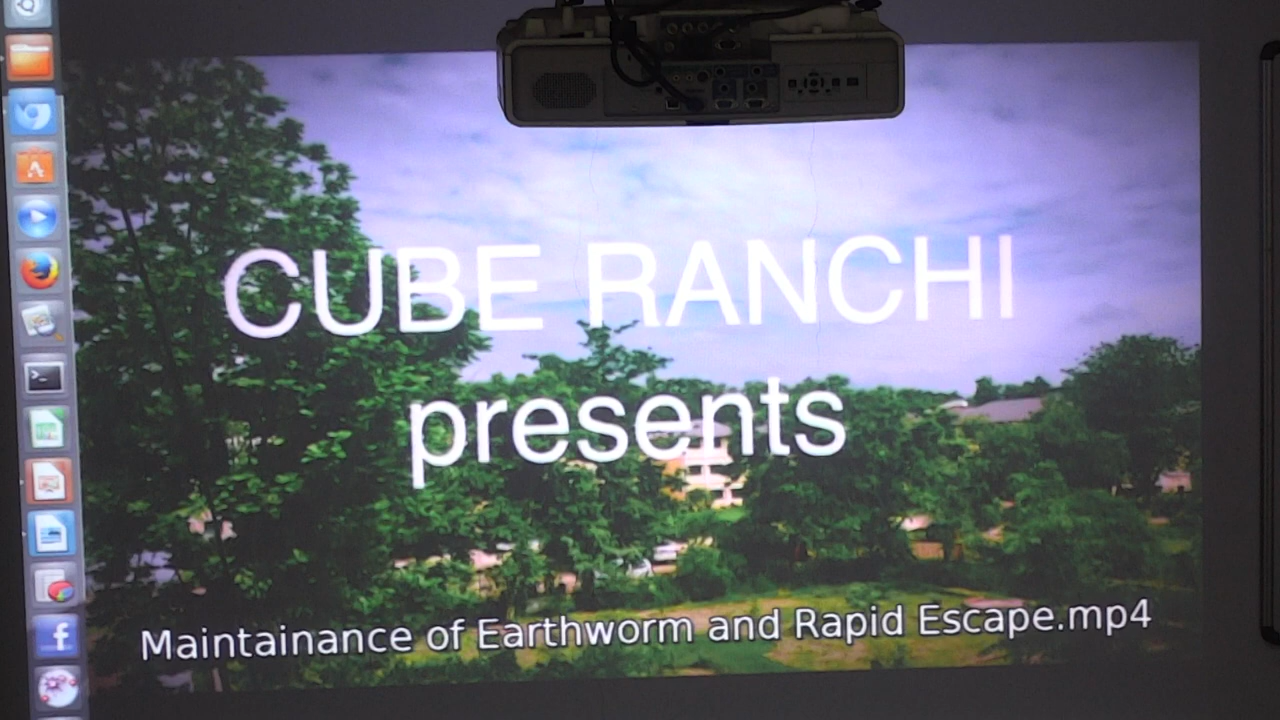 CUBE RANCHI
presents
Maintainance of Earthworm and Rapid Escape.mp4